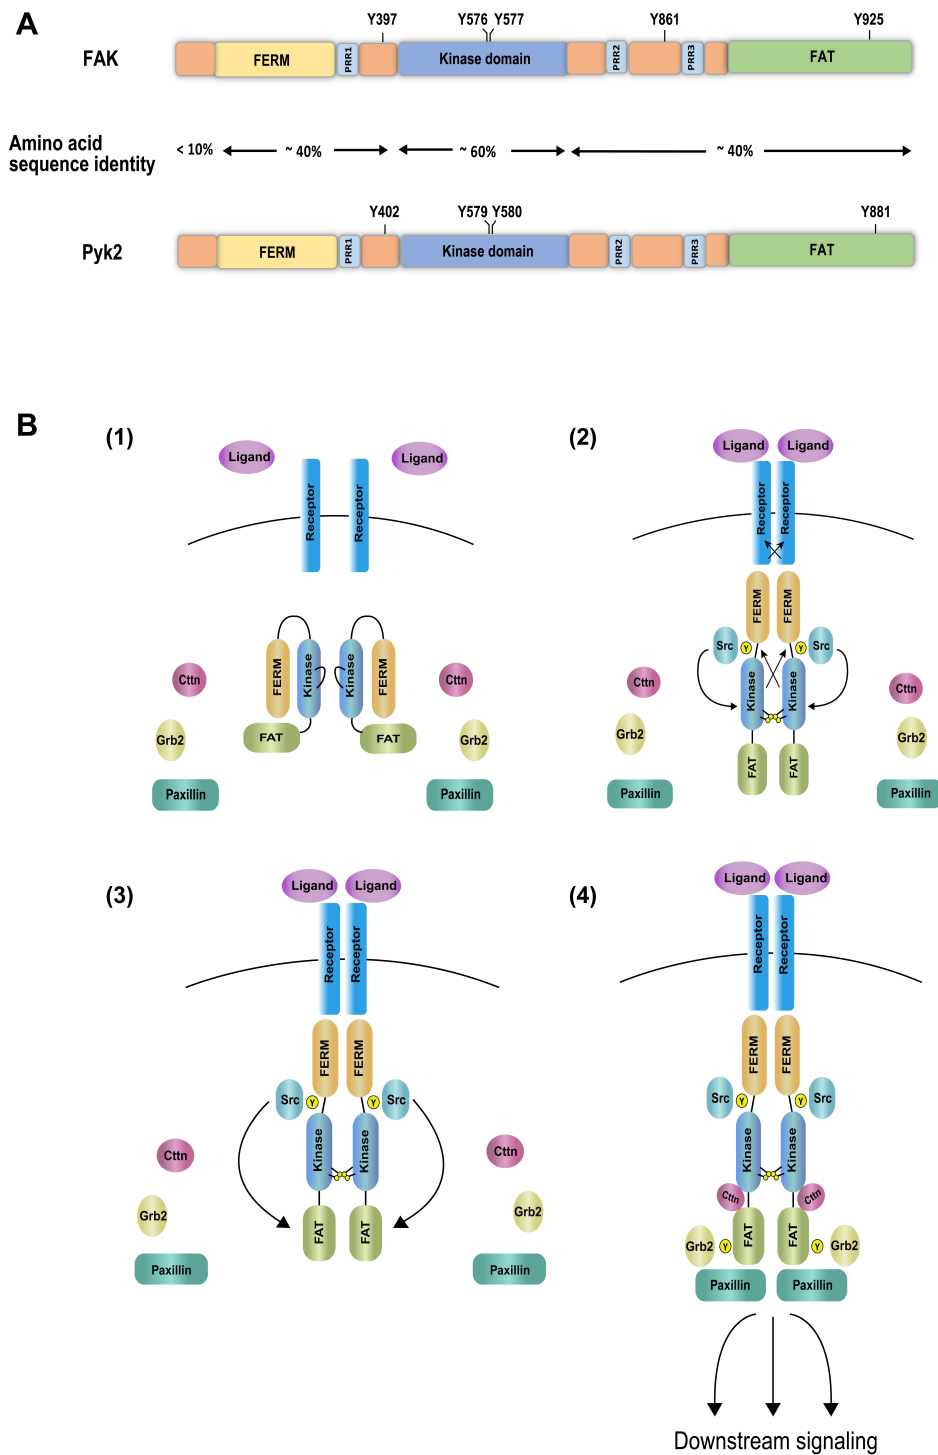 A
Y397 Y576 Y577 Y861 Y925
FAK FERM PRR1 Kinase domain PRR2 PRR3 FAT
Amino acid
sequence identity
< 10% ~ 40% ~ 60% ~ 40%
Y402 Y579 Y580 Y881
Pyk2 FERM PRR1 Kinase domain PRR2 PRR3 FAT
B
(1)
Ligand Ligand
Receptor Receptor
FERM Kinase Kinase FERM
FAT FAT
Cttn Cttn
Grb2 Grb2
Paxillin Paxillin
(2)
Ligand Ligand
Receptor Receptor
FERM FERM
Src Y Y Src
Kinase Kinase
Cttn Cttn
Grb2 Grb2
FAT FAT
Paxillin Paxillin
(3)
Ligand Ligand
Receptor Receptor
FERM FERM
Src Y Y Src
Kinase Kinase
Cttn Cttn
Grb2 Grb2
FAT FAT
Paxillin Paxillin
(4)
Ligand Ligand
Receptor Receptor
FERM FERM
Src Y Y Src
Kinase Kinase
Cttn Cttn
FAT FAT
Grb2 Y Y Grb2
Paxillin Paxillin
Downstream signaling